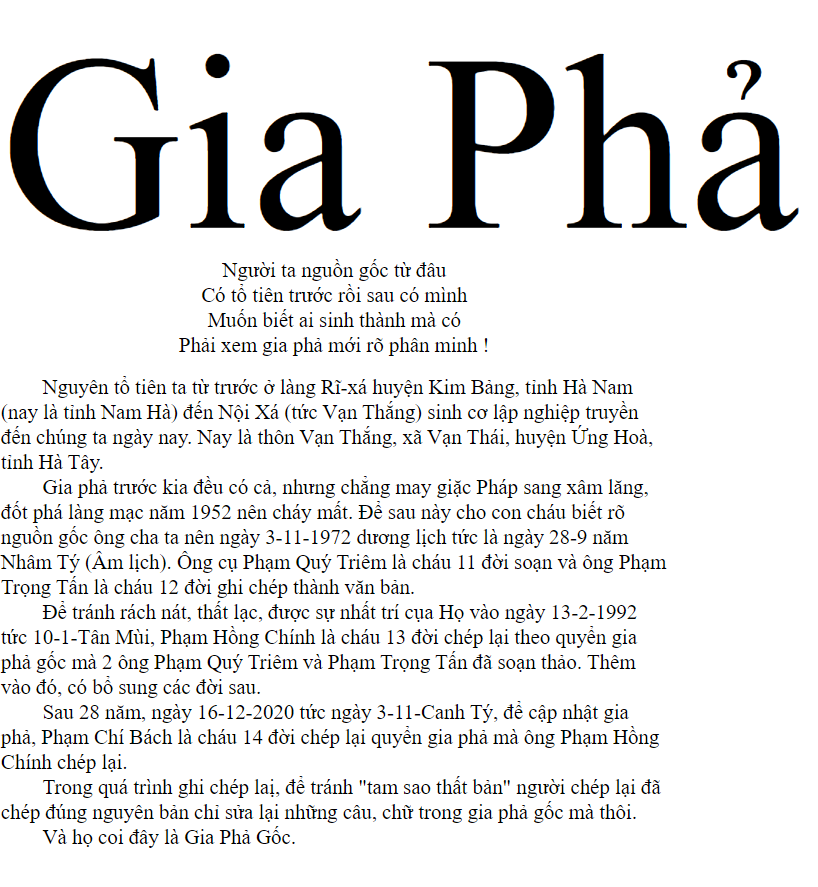 Gia Phả
Người ta nguồn gốc từ đâu
Có tổ tiên trước rồi sau có mình
Muốn biết ai sinh thành mà có
Phải xem gia phả mới rõ phân minh !
Nguyên tổ tiên ta từ trước ở làng Rĩ-xá huyện Kim Bảng, tỉnh Hà Nam
(nay là tỉnh Nam Hà) đến Nội Xá (tức Vạn Thắng) sinh cơ lập nghiệp truyền
đến chúng ta ngày nay. Nay là thôn Vạn Thắng, xã Vạn Thái, huyện Ứng Hoà,
tỉnh Hà Tây.
Gia phả trước kia đều có cả, nhưng chẳng may giặc Pháp sang xâm lăng,
đốt phá làng mạc năm 1952 nên cháy mất. Để sau này cho con cháu biết rõ
nguồn gốc ông cha ta nên ngày 3-11-1972 dương lịch tức là ngày 28-9 năm
Nhâm Tý (Âm lịch). Ông cụ Phạm Quý Triêm là cháu 11 đời soạn và ông Phạm
Trọng Tấn là cháu 12 đời ghi chép thành văn bản.
Để tránh rách nát, thất lạc, được sự nhất trí cụa Họ vào ngày 13-2-1992
tức 10-1-Tân Mùi, Phạm Hồng Chính là cháu 13 đời chép lại theo quyển gia
phả gốc mà 2 ông Phạm Quý Triêm và Phạm Trọng Tấn đã soạn thảo. Thêm
vào đó, có bổ sung các đời sau.
Sau 28 năm, ngày 16-12-2020 tức ngày 3-11-Canh Tý, để cập nhật gia
phả, Phạm Chí Bách là cháu 14 đời chép lại quyển gia phả mà ông Phạm Hồng
Chính chép lại.
Trong quá trình ghi chép laị, để tránh "tam sao thất bản" người chép lại đã
chép đúng nguyên bản chỉ sửa lại những câu, chữ trong gia phả gốc mà thôi.
Và họ coi đây là Gia Phả Gốc.